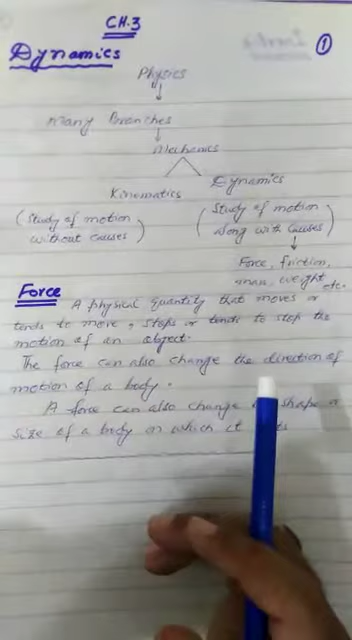 CH.3
Dynamics
1
Physics
Many Branches
Mechanics
Kinematics
Dynamics
(Study of motion without causes)
(Study of motion along with causes)
Force, friction,
mass, weight etc.
Force
A physical quantity that moves or
tends to move, stops or tends to stop the
motion of an object.
The force can also change the direction of
motion of a body.
A force can also change shape
size of a body on which it